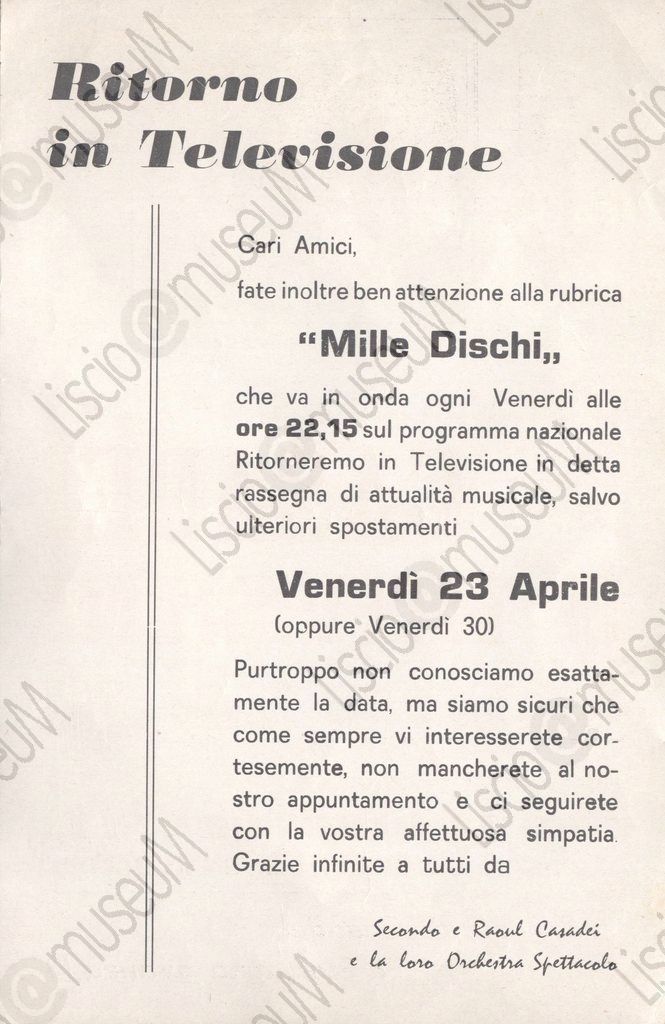 Ritorno
in Televisione
Cari Amici,
fate inoltre ben attenzione alla rubrica
“Mille Dischi„
che va in onda ogni Venerdì alle
ore 22,15 sul programma nazionale
Ritorneremo in Televisione in detta
rassegna di attualità musicale, salvo
ulteriori spostamenti
Venerdì 23 Aprile
(oppure Venerdì 30)
Purtroppo non conosciamo esatta-
mente la data, ma siamo sicuri che
come sempre vi interesserete cor-
tesemente, non mancherete al no-
stro appuntamento e ci seguirete
con la vostra affettuosa simpatia.
Grazie infinite a tutti da
Secondo e Raoul Casadei
e la loro Orchestra Spettacolo
Liscio@museuM